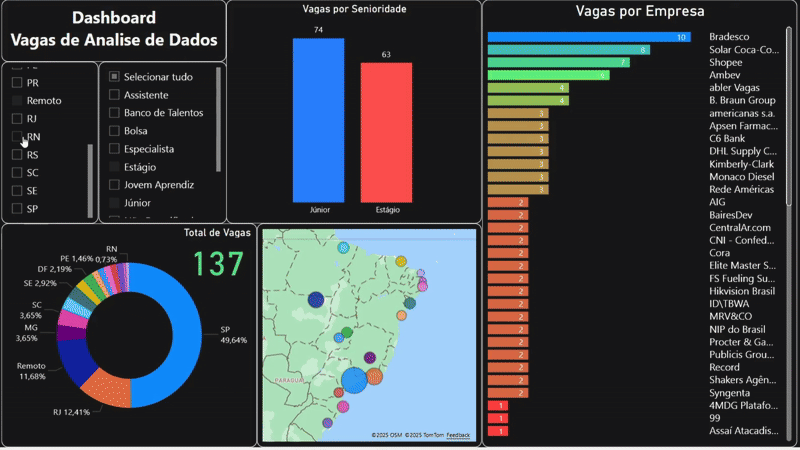 Dashboard
Vagas de Analise de Dados
PR
Remoto
RJ
RN
RS
SC
SE
SP
Selecionar tudo
Assistente
Banco de Talentos
Bolsa
Especialista
Estágio
Jovem Aprendiz
Júnior
Vagas por Senioridade
74
63
Júnior
Estágio
Vagas por Empresa
10 Bradesco
8 Solar Coca-Co...
7 Shopee
6 Ambev
4 abler Vagas
4 B. Braun Group
3 americanas s.a.
3 Apsen Farmac...
3 C6 Bank
3 DHL Supply C...
3 Kimberly-Clark
3 Monaco Diesel
3 Rede Américas
2 AIG
2 BairesDev
2 CentralAr.com
2 CNI - Confed...
2 Cora
2 Elite Master S...
2 FS Fueling Su...
2 Hikvision Brasil
2 ID\TBWA
2 MRV&CO
2 NIP do Brasil
2 Procter & Ga...
2 Publicis Grou...
2 Record
2 Shakers Agên...
2 Syngenta
1 4MDG Platafo...
1 99
1 Assaí Atacadis...
Total de Vagas
137
RN
0,73%
PE 1,46%
DF 2,19%
SE 2,92%
SC
3,65%
MG
3,65%
Remoto
11,68%
RJ 12,41%
SP
49,64%
PARAGUAI
©2025 OSM ©2025 TomTom Feedback